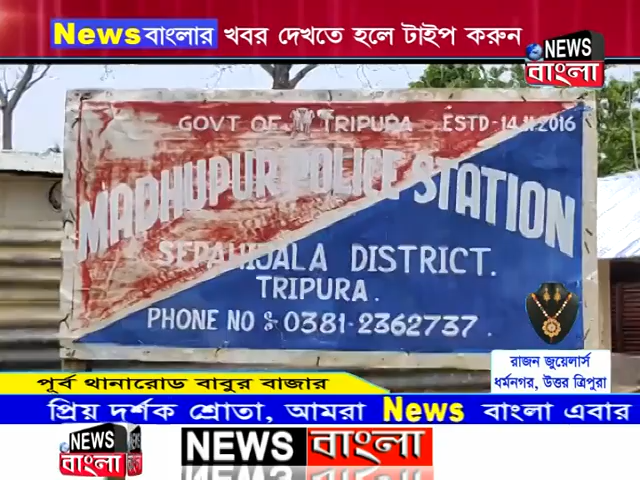 News বাংলার খবর দেখতে হলে টাইপ করুন
NEWS
বাংলা
GOVT OF TRIPURA ESTD-14.11.2016
MADHUPUR POLICE STATION
SEPAHIJALA DISTRICT.
TRIPURA.
PHONE NO : 0381-2362737.
রাজন জুয়েলার্স
ধর্মনগর, উত্তর ত্রিপুরা
পূর্ব থানারোড বাবুর বাজার
প্রিয় দর্শক শ্রোতা, আমরা News বাংলা এবার
NEWS
বাংলা
NEWS বাংলা